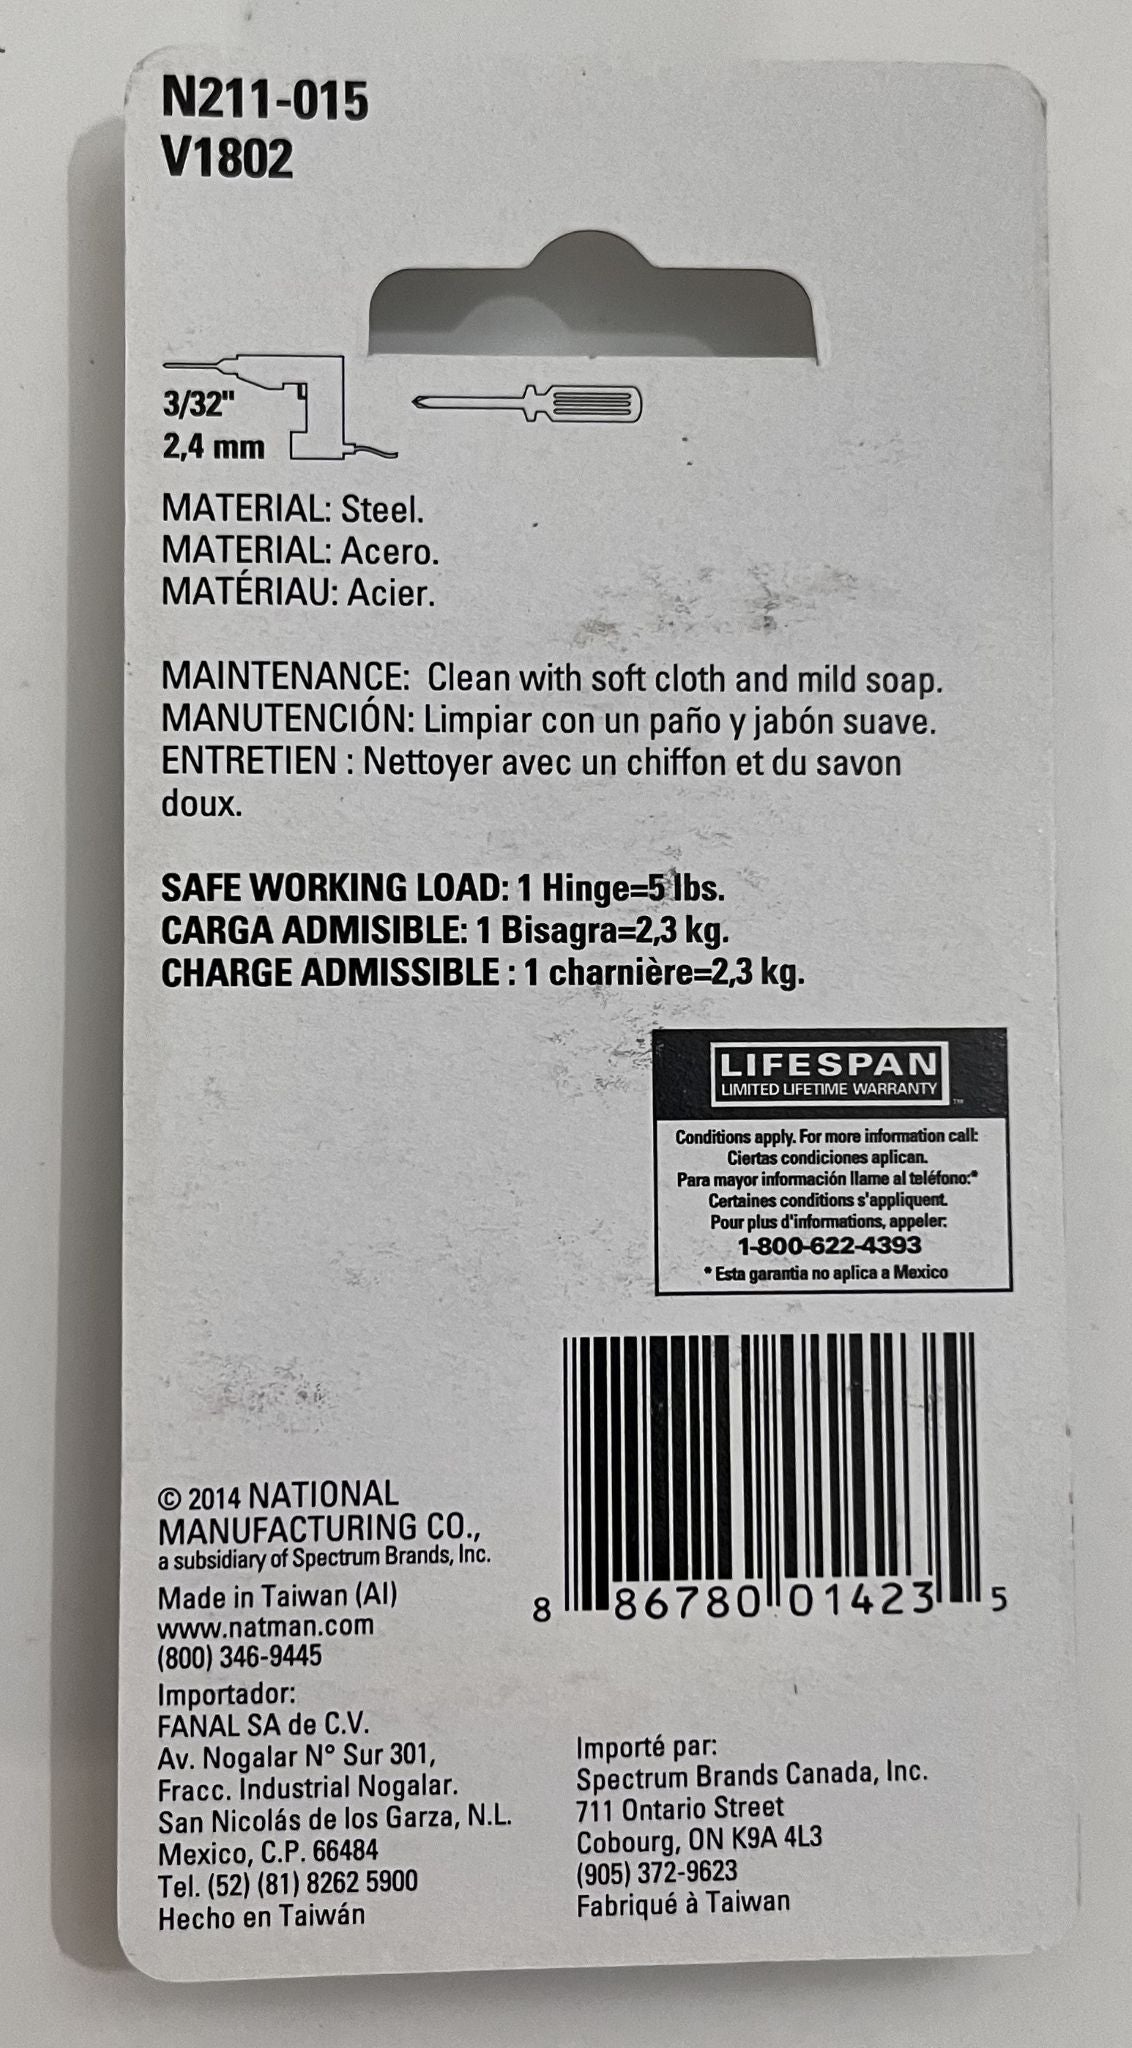 N211-015
V1802
3/32"
2,4 mm
MATERIAL: Steel.
MATERIAL: Acero.
MATÉRIAU: Acier.
MAINTENANCE: Clean with soft cloth and mild soap.
MANUTENCIÓN: Limpiar con un paño y jabón suave.
ENTRETIEN : Nettoyer avec un chiffon et du savon
doux.
SAFE WORKING LOAD: 1 Hinge=5 lbs.
CARGA ADMISIBLE: 1 Bisagra=2,3 kg.
CHARGE ADMISSIBLE : 1 charnière=2,3 kg.
LIFESPAN
LIMITED LIFETIME WARRANTY
TM
Conditions apply. For more information call:
Ciertas condiciones aplican.
Para mayor información llame al teléfono:*
Certaines conditions s'appliquent.
Pour plus d'informations, appeler:
1-800-622-4393
* Esta garantia no aplica a Mexico
8 86780 01423 5
© 2014 NATIONAL
MANUFACTURING CO.,
a subsidiary of Spectrum Brands, Inc.
Made in Taiwan (AI)
www.natman.com
(800) 346-9445
Importador:
FANAL SA de C.V.
Av. Nogalar N° Sur 301,
Fracc. Industrial Nogalar.
San Nicolás de los Garza, N.L.
Mexico, C.P. 66484
Tel. (52) (81) 8262 5900
Hecho en Taiwán
Importé par:
Spectrum Brands Canada, Inc.
711 Ontario Street
Cobourg, ON K9A 4L3
(905) 372-9623
Fabriqué à Taiwan